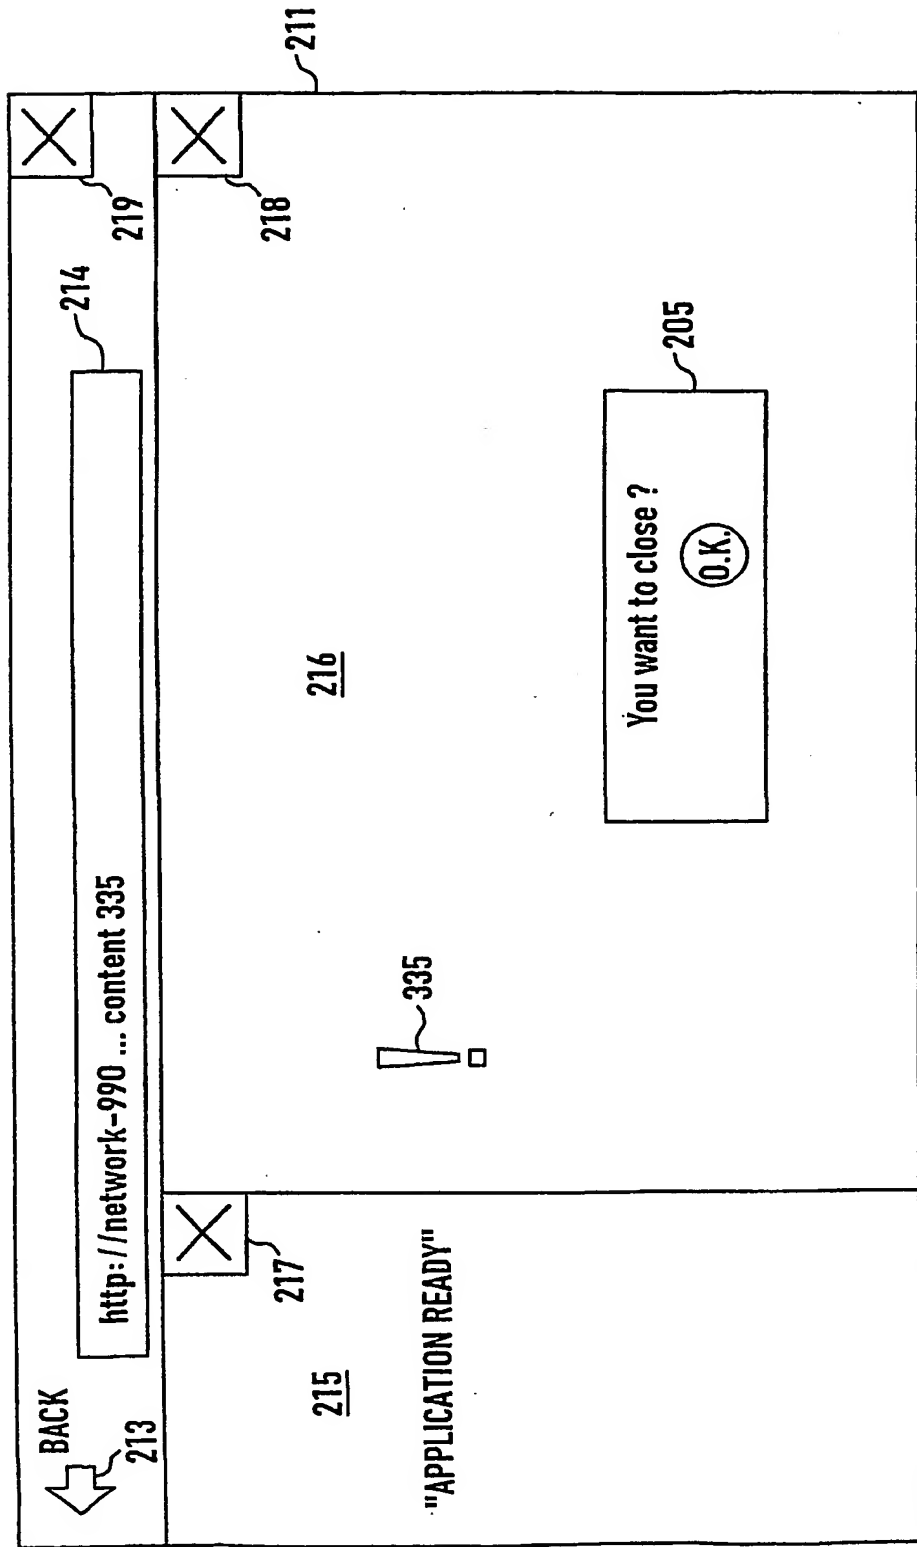 BACK
213
http://network-990 ... content 335
214
219
211
217
218
215
"APPLICATION READY"
216
335
You want to close ?
O.K.
205